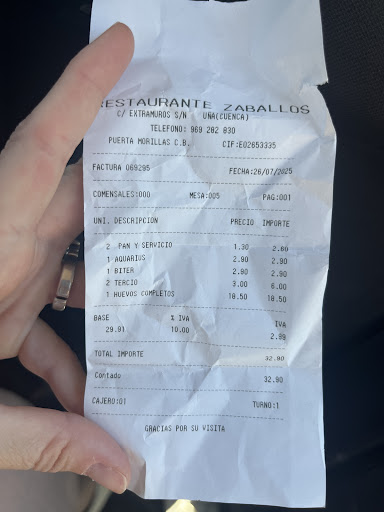 RESTAURANTE ZABALLOS
C/ EXTRAMUROS S/N UÑA(CUENCA)
TELEFONO: 969 282 830
PUERTA MORILLAS C.B. CIF:E02653335
FACTURA 069295 FECHA:26/07/2025
COMENSALES:000 MESA:005 PAG:001
UNI. DESCRIPCION PRECIO IMPORTE
2 PAN Y SERVICIO 1.30 2.60
1 AQUARIUS 2.90 2.90
1 BITER 2.90 2.90
2 TERCIO 3.00 6.00
1 HUEVOS COMPLETOS 18.50 18.50
BASE % IVA IVA
29.91 10.00 2.99
TOTAL IMPORTE 32.90
Contado 32.90
CAJERO:01 TURNO:1
GRACIAS POR SU VISITA